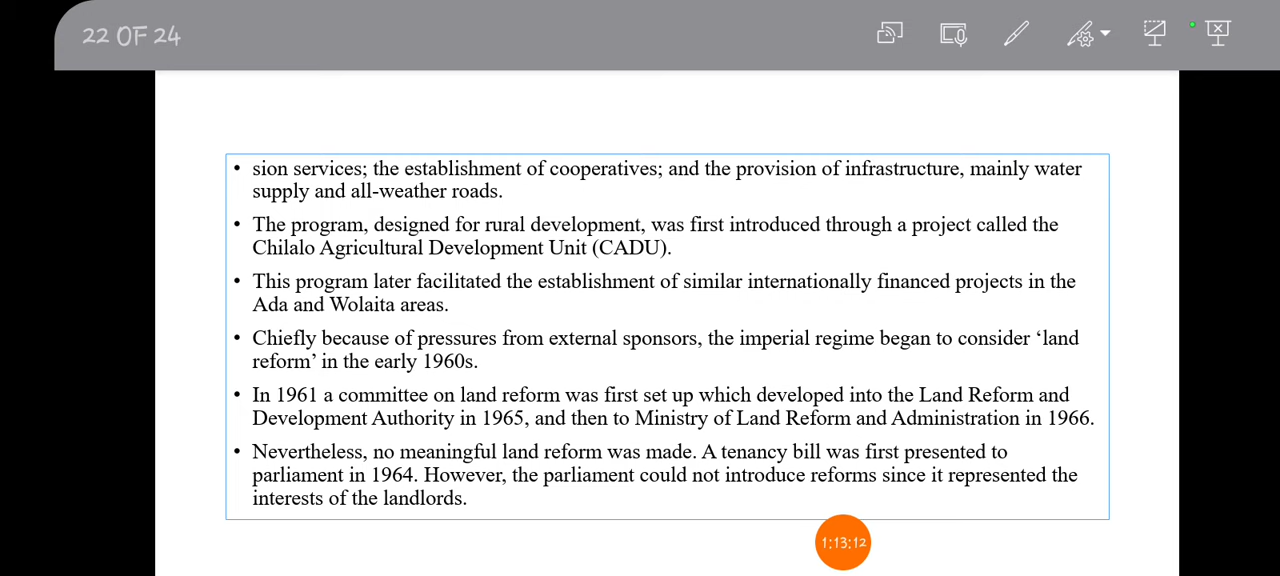 22 OF 24
• sion services; the establishment of cooperatives; and the provision of infrastructure, mainly water
supply and all-weather roads.
• The program, designed for rural development, was first introduced through a project called the
Chilalo Agricultural Development Unit (CADU).
• This program later facilitated the establishment of similar internationally financed projects in the
Ada and Wolaita areas.
• Chiefly because of pressures from external sponsors, the imperial regime began to consider ‘land
reform’ in the early 1960s.
• In 1961 a committee on land reform was first set up which developed into the Land Reform and
Development Authority in 1965, and then to Ministry of Land Reform and Administration in 1966.
• Nevertheless, no meaningful land reform was made. A tenancy bill was first presented to
parliament in 1964. However, the parliament could not introduce reforms since it represented the
interests of the landlords.
1:13:12